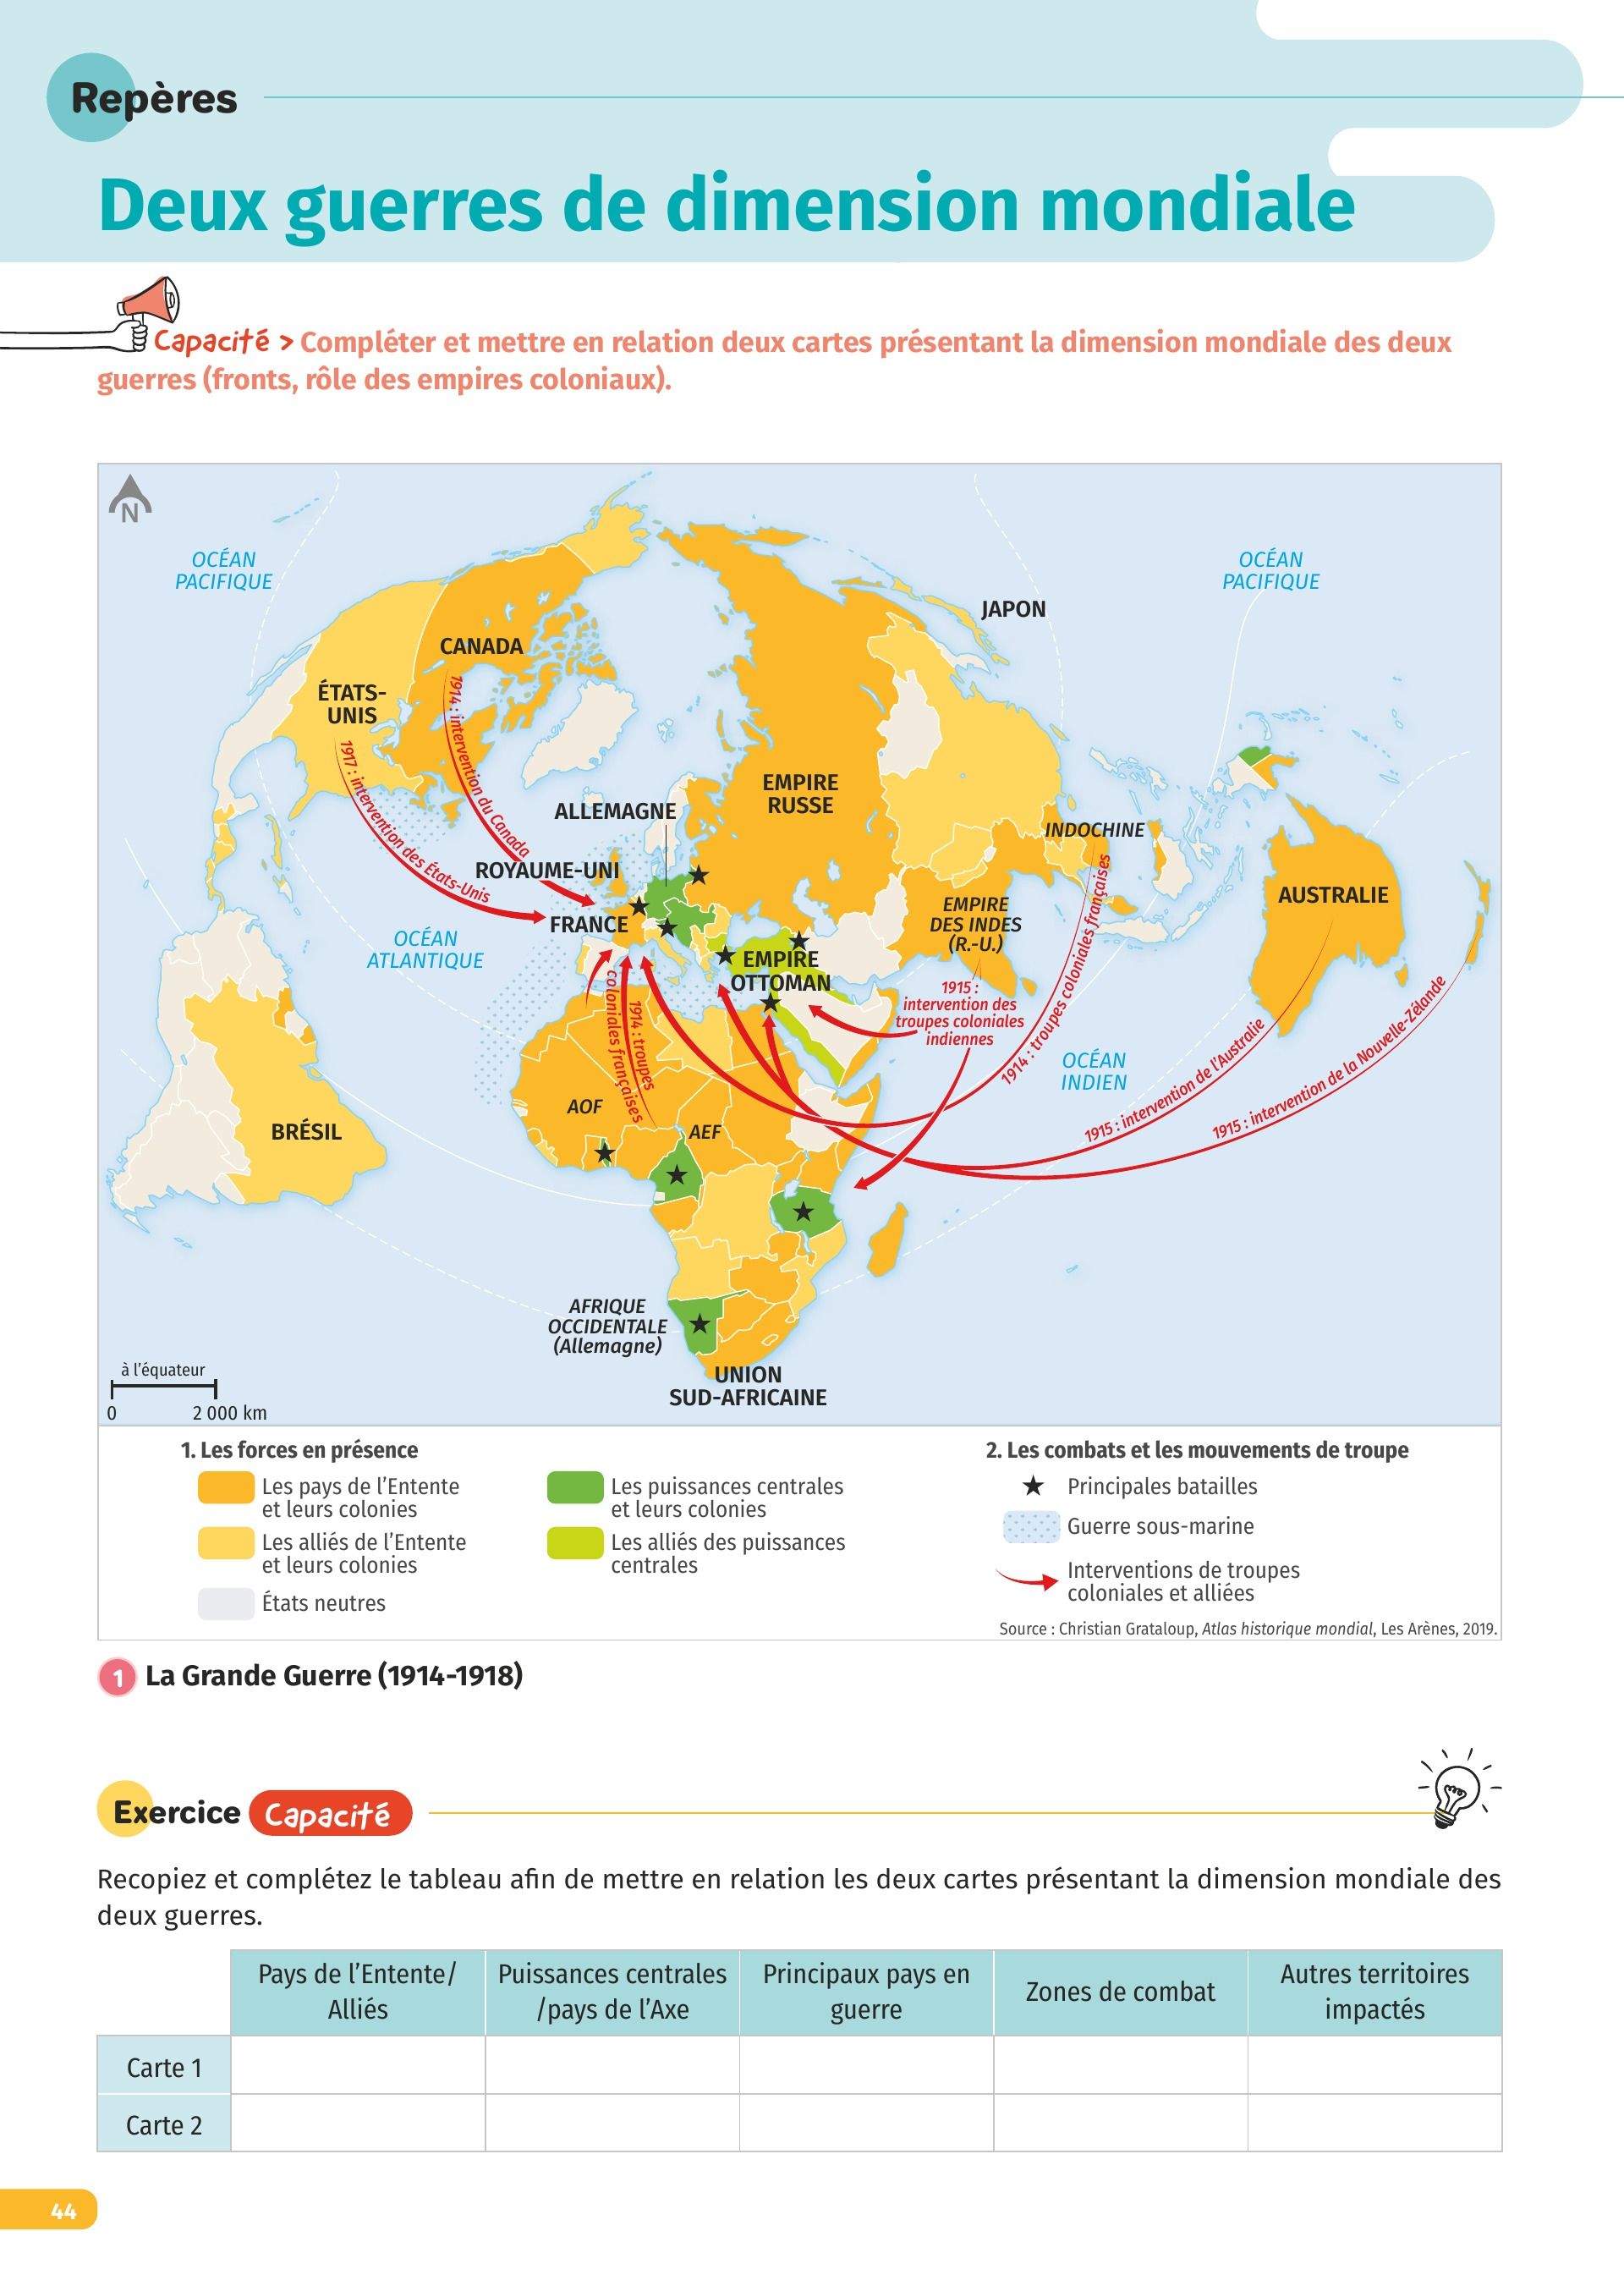 Repères
Deux guerres de dimension mondiale
Capacité > Compléter et mettre en relation deux cartes présentant la dimension mondiale des deux
guerres (fronts, rôle des empires coloniaux).
N
OCÉAN
PACIFIQUE
OCÉAN
PACIFIQUE
JAPON
CANADA
ÉTATS-
UNIS
1914 : intervention du Canada
1917 : intervention des États-Unis
EMPIRE
RUSSE
ALLEMAGNE
INDOCHINE
ROYAUME-UNI
AUSTRALIE
EMPIRE
DES INDES
(R.-U.)
FRANCE
OCÉAN
ATLANTIQUE
EMPIRE
OTTOMAN
1915 :
intervention des
troupes coloniales
indiennes
1914 : troupes coloniales françaises
1914 : troupes
coloniales françaises
OCÉAN
INDIEN
1915 : intervention de l'Australie
1915 : intervention de la Nouvelle-Zélande
AOF
AEF
BRÉSIL
AFRIQUE
OCCIDENTALE
(Allemagne)
UNION
SUD-AFRICAINE
à l'équateur
0 2 000 km
1. Les forces en présence
Les pays de l'Entente
et leurs colonies
Les alliés de l'Entente
et leurs colonies
États neutres
Les puissances centrales
et leurs colonies
Les alliés des puissances
centrales
2. Les combats et les mouvements de troupe
Principales batailles
Guerre sous-marine
Interventions de troupes
coloniales et alliées
Source : Christian Grataloup, Atlas historique mondial, Les Arènes, 2019.
1 La Grande Guerre (1914-1918)
Exercice Capacité
Recopiez et complétez le tableau afin de mettre en relation les deux cartes présentant la dimension mondiale des
deux guerres.
Pays de l'Entente/
Alliés
Puissances centrales
/pays de l'Axe
Principaux pays en
guerre
Zones de combat
Autres territoires
impactés
Carte 1
Carte 2
44